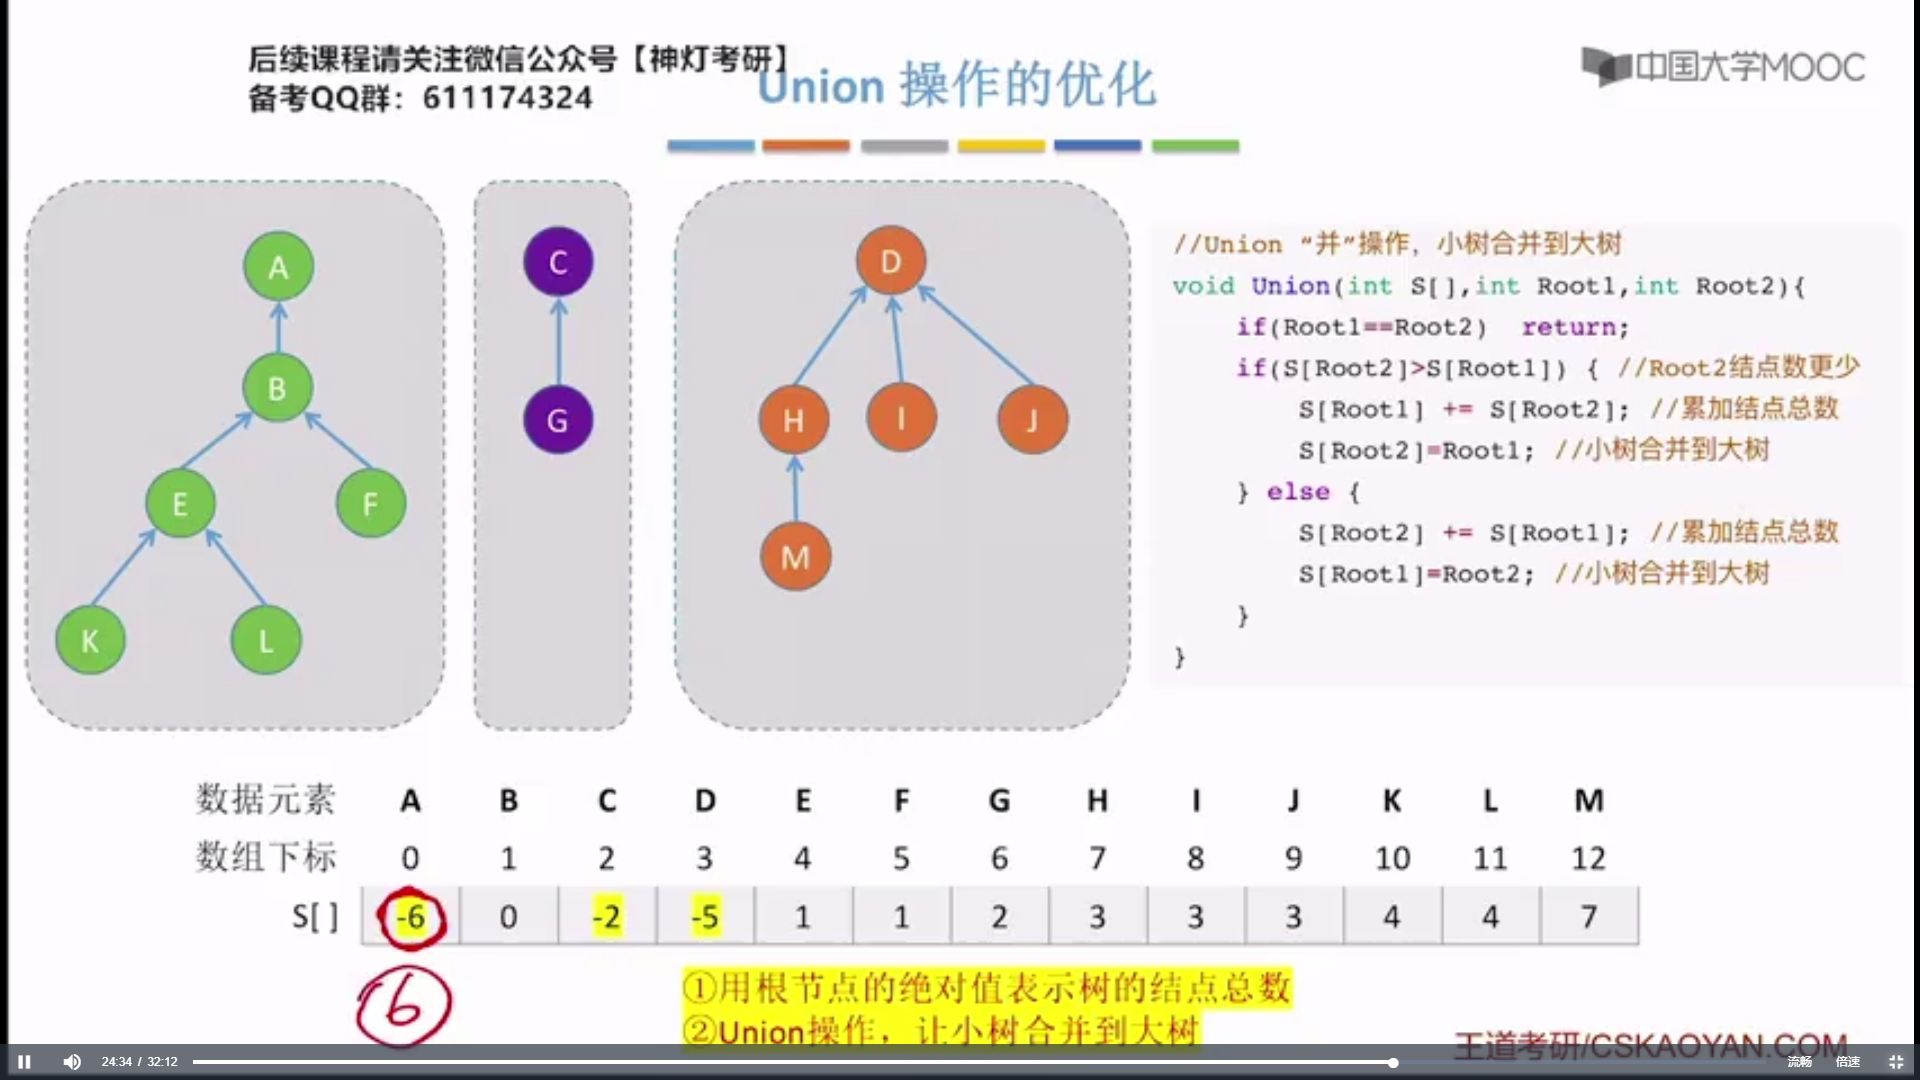 后续课程请关注微信公众号【神灯考研】
备考QQ群：611174324
Union 操作的优化
中国大学MOOC
A
B
E
F
K
L
C
G
D
H
I
J
M
//Union “并”操作，小树合并到大树
void Union(int S[],int Root1,int Root2){
if(Root1==Root2)  return;
if(S[Root2]>S[Root1]) { //Root2结点数更少
S[Root1] += S[Root2]; //累加结点总数
S[Root2]=Root1; //小树合并到大树
} else {
S[Root2] += S[Root1]; //累加结点总数
S[Root1]=Root2; //小树合并到大树
}
}
数据元素 A B C D E F G H I J K L M
数组下标 0 1 2 3 4 5 6 7 8 9 10 11 12
S[ ] -6 0 -2 -5 1 1 2 3 3 3 4 4 7
6
①用根节点的绝对值表示树的结点总数
②Union操作，让小树合并到大树
王道考研/CSKAOYAN.COM
24:34 / 32:12
流畅 倍速